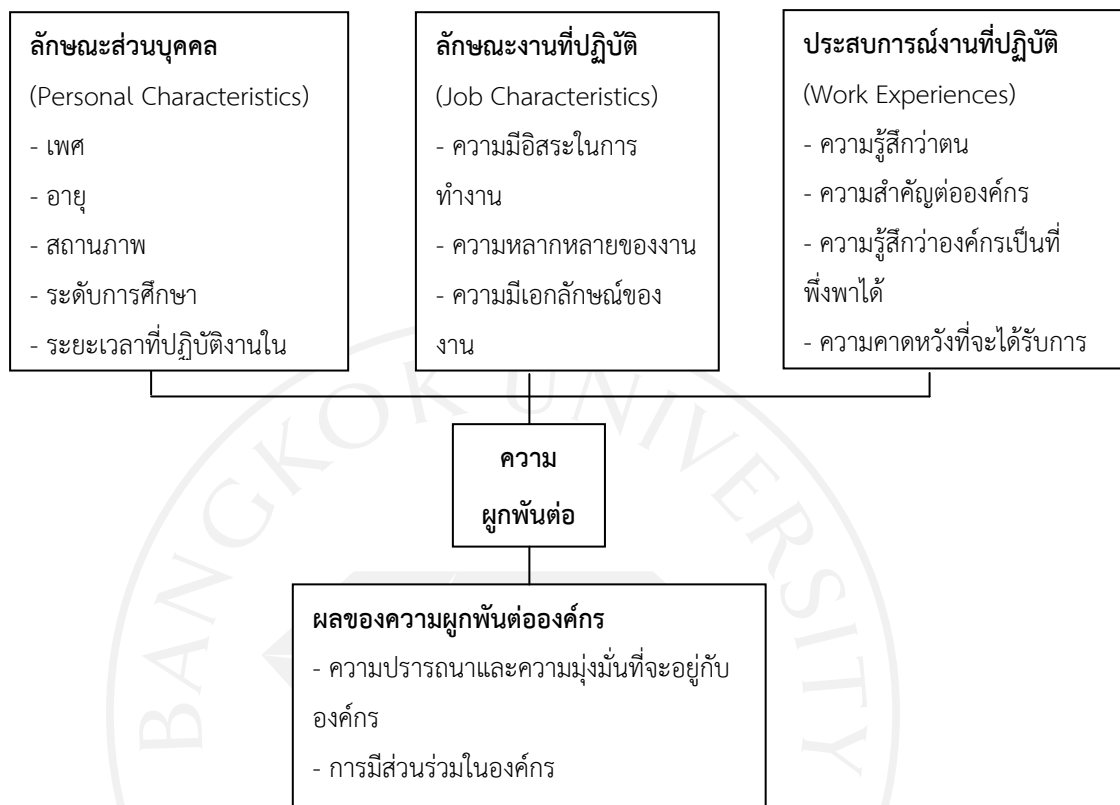 ลักษณะส่วนบุคคล
(Personal Characteristics)
- เพศ
- อายุ
- สถานภาพ
- ระดับการศึกษา
- ระยะเวลาที่ปฏิบัติงานใน
ลักษณะงานที่ปฏิบัติ
(Job Characteristics)
- ความมีอิสระในการ
ทำงาน
- ความหลากหลายของงาน
- ความมีเอกลักษณ์ของ
งาน
ประสบการณ์งานที่ปฏิบัติ
(Work Experiences)
- ความรู้สึกว่าตน
- ความสำคัญต่อองค์กร
- ความรู้สึกว่าองค์กรเป็นที่
พึ่งพาได้
- ความคาดหวังที่จะได้รับการ
ความ
ผูกพันต่อ
ผลของความผูกพันต่อองค์กร
- ความปรารถนาและความมุ่งมั่นที่จะอยู่กับ
องค์กร
- การมีส่วนร่วมในองค์กร
BANGKOK UNIVERSITY